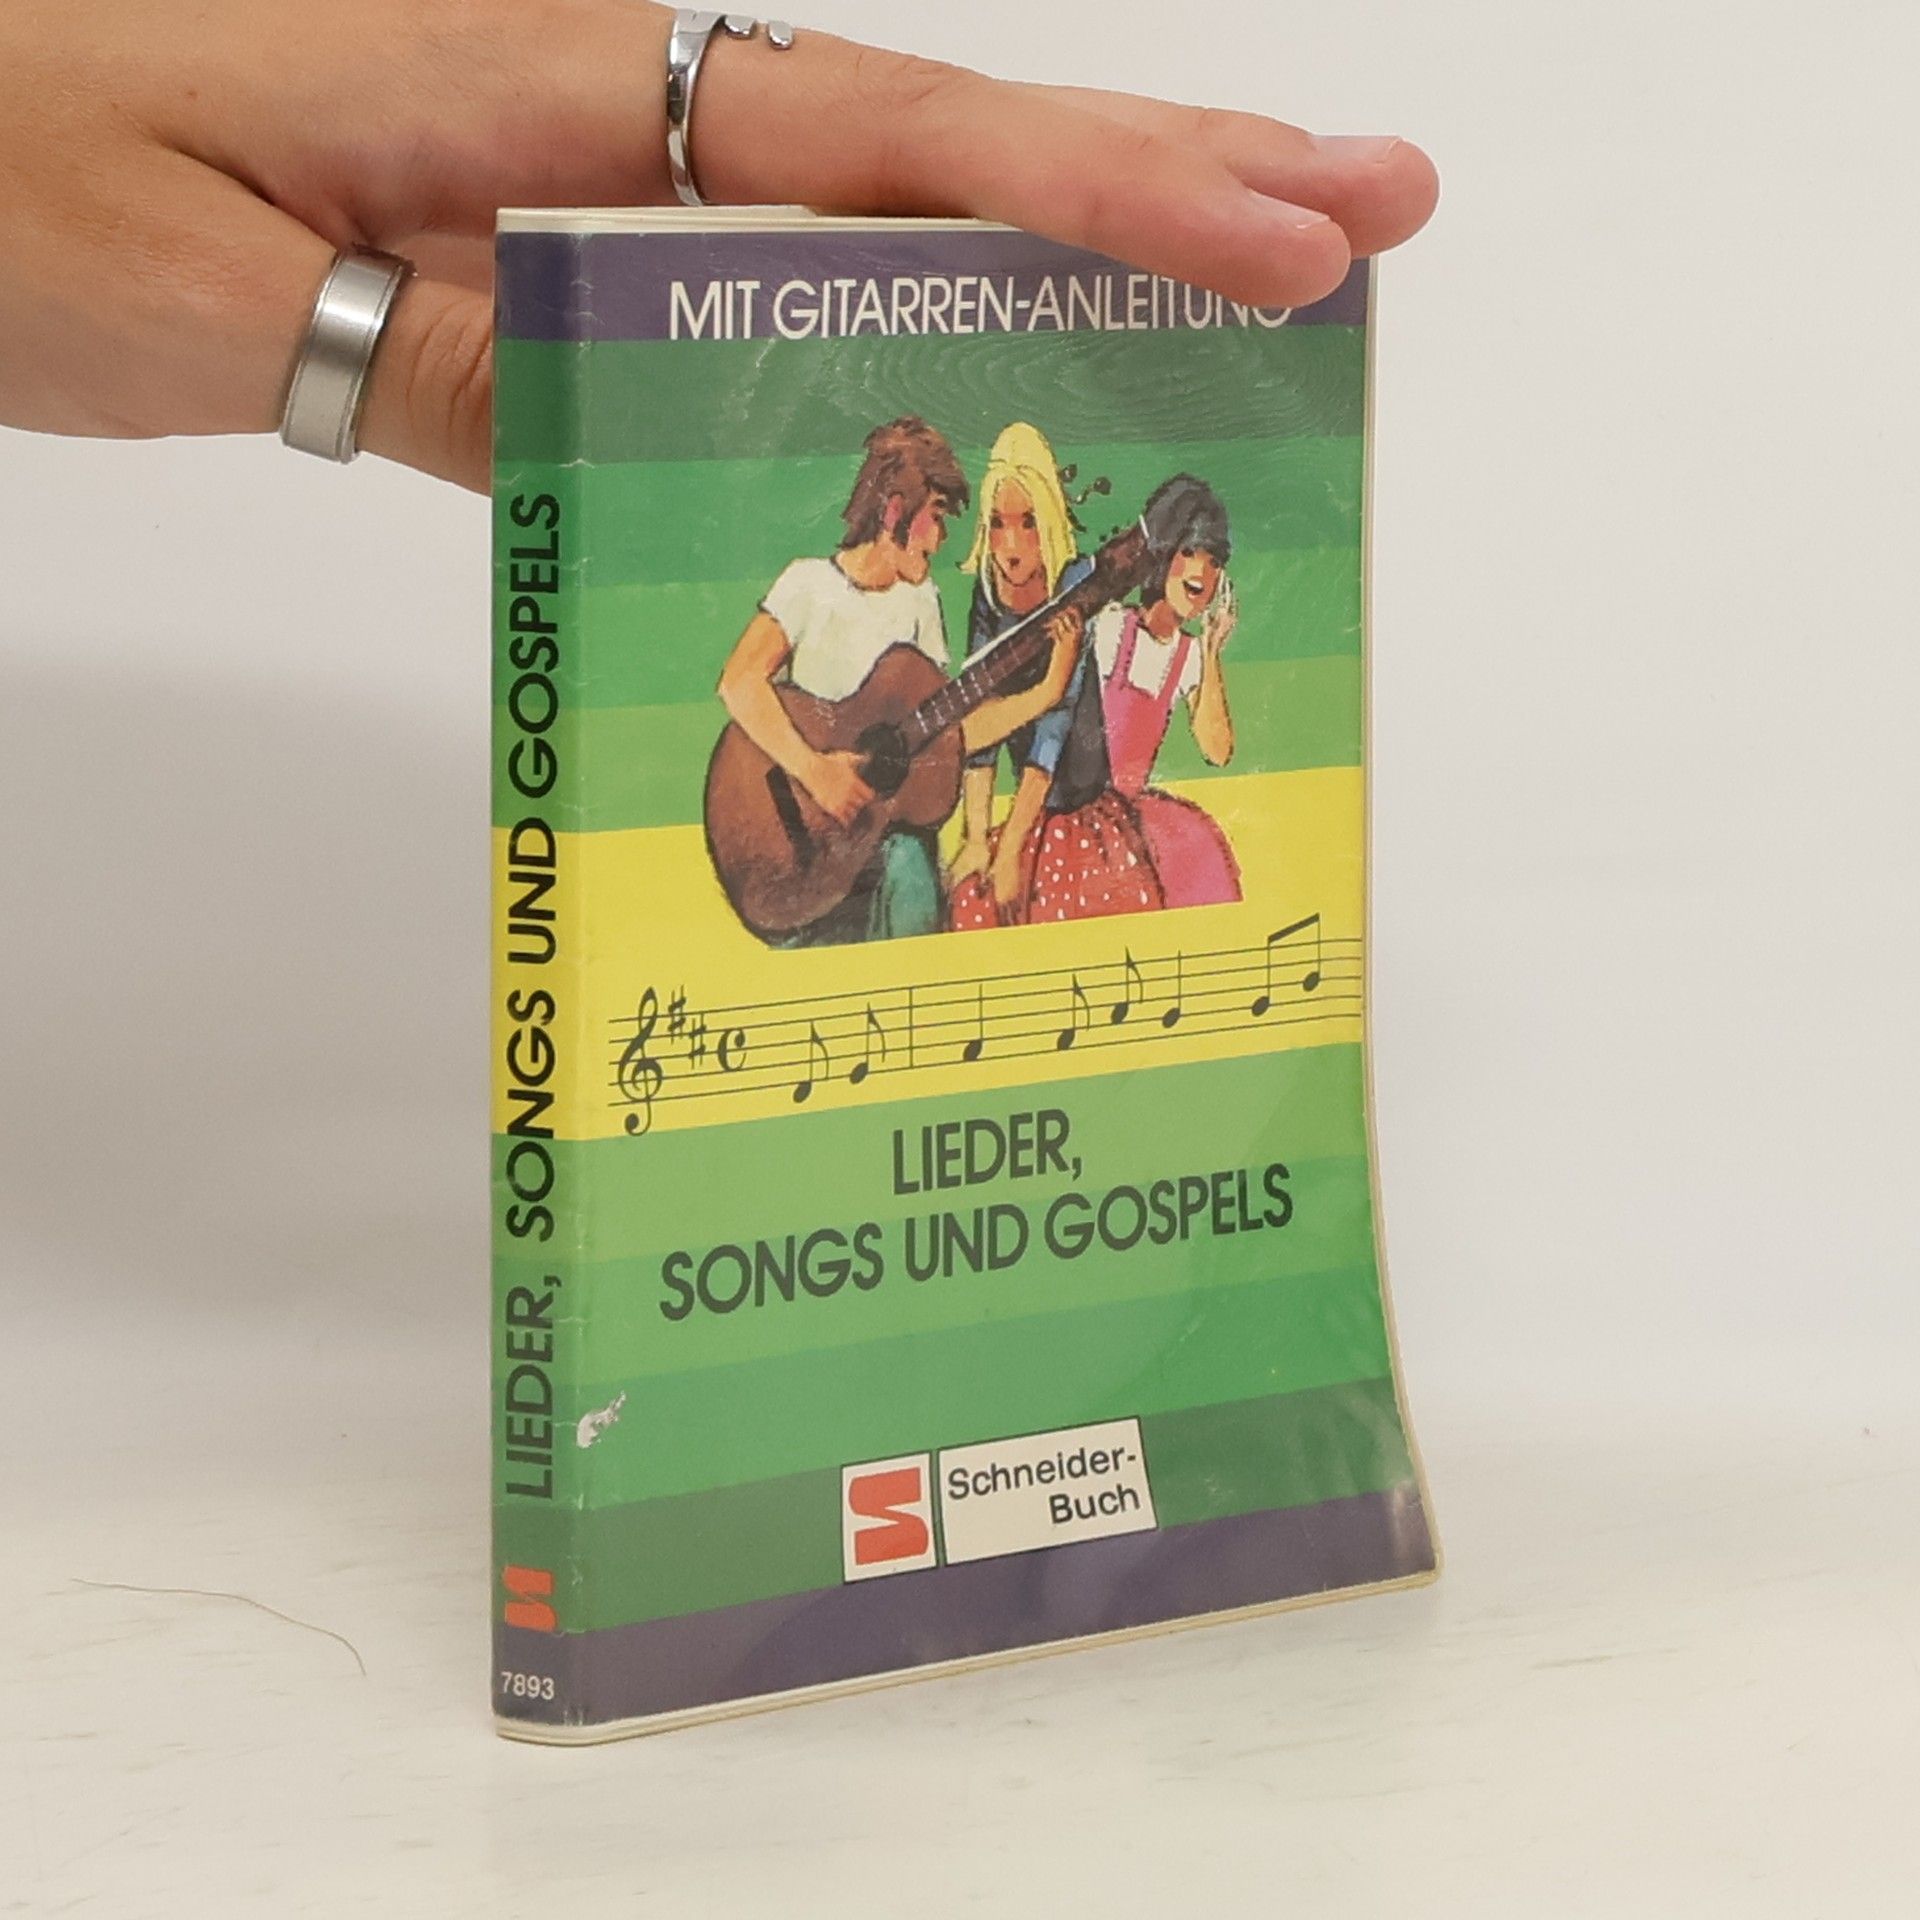 MIT GITARREN-ANLEITUNG
LIEDER,
SONGS UND GOSPELS
Schneider-
Buch
LIEDER, SONGS UND GOSPELS
7893